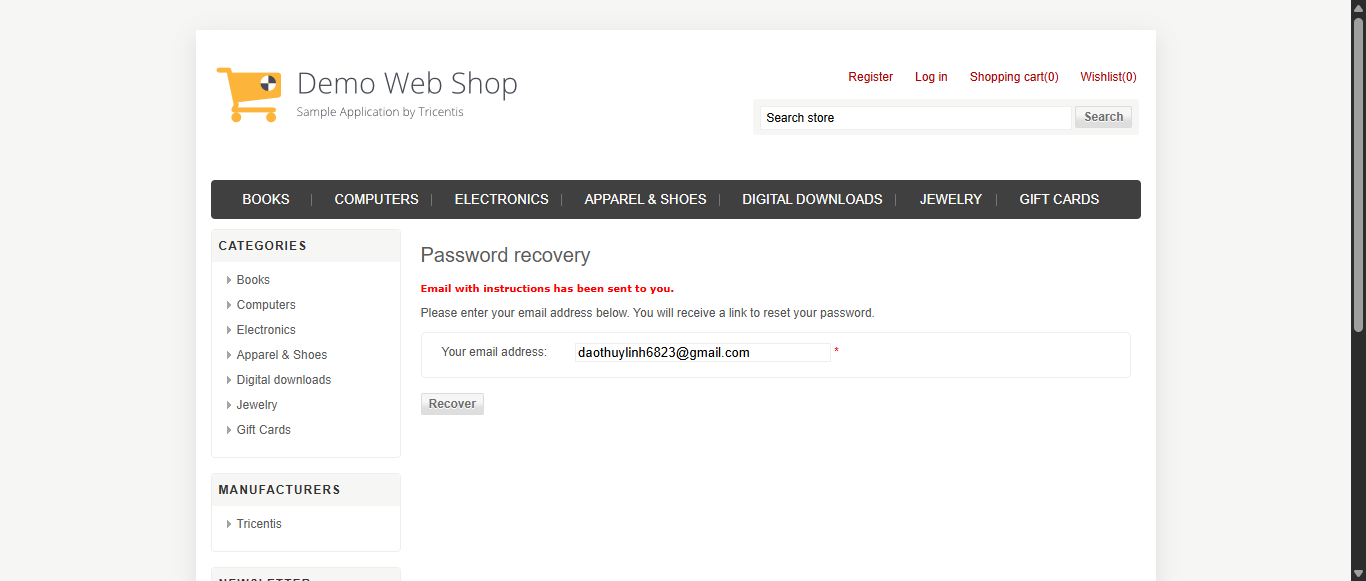 Demo Web Shop
Sample Application by Tricentis
Register Log in Shopping cart(0) Wishlist(0)
Search store Search
BOOKS COMPUTERS ELECTRONICS APPAREL & SHOES DIGITAL DOWNLOADS JEWELRY GIFT CARDS
CATEGORIES
Books
Computers
Electronics
Apparel & Shoes
Digital downloads
Jewelry
Gift Cards
MANUFACTURERS
Tricentis
NEWSLETTER
Password recovery
Email with instructions has been sent to you.
Please enter your email address below. You will receive a link to reset your password.
Your email address: daothuylinh6823@gmail.com *
Recover